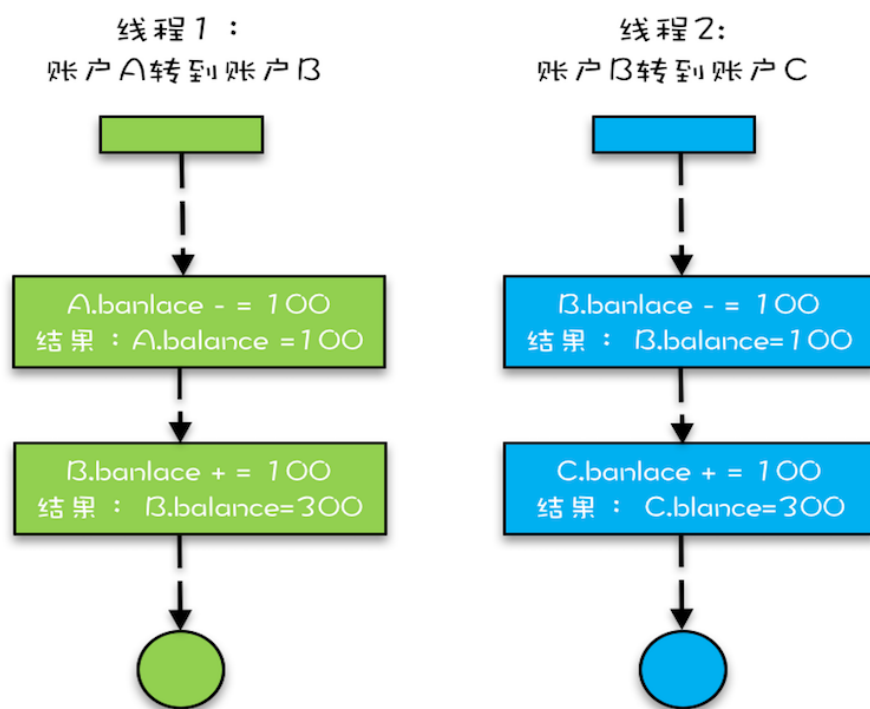 线程1：
账户A转到账户B
A.banlace - = 100
结果：A.balance =100
B.banlace + = 100
结果： B.balance=300
线程2:
账户B转到账户C
B.banlace - = 100
结果： B.balance=100
C.banlace + = 100
结果： C.blance=300